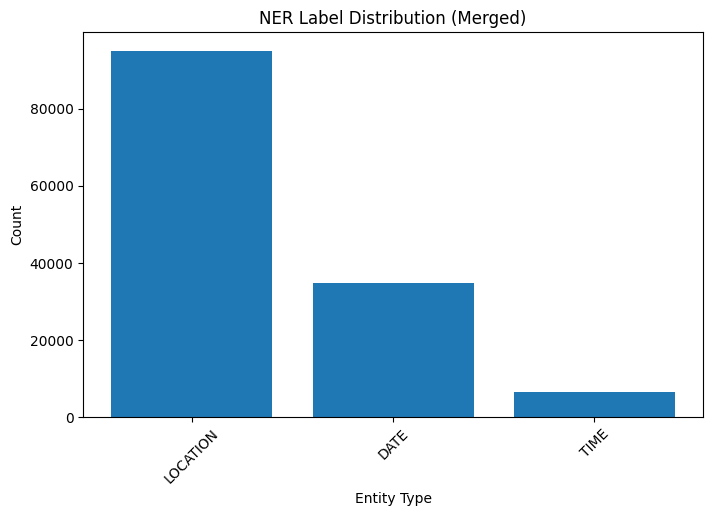 NER Label Distribution (Merged)
80000
60000
40000
20000
0
Count
LOCATION
DATE
TIME
Entity Type